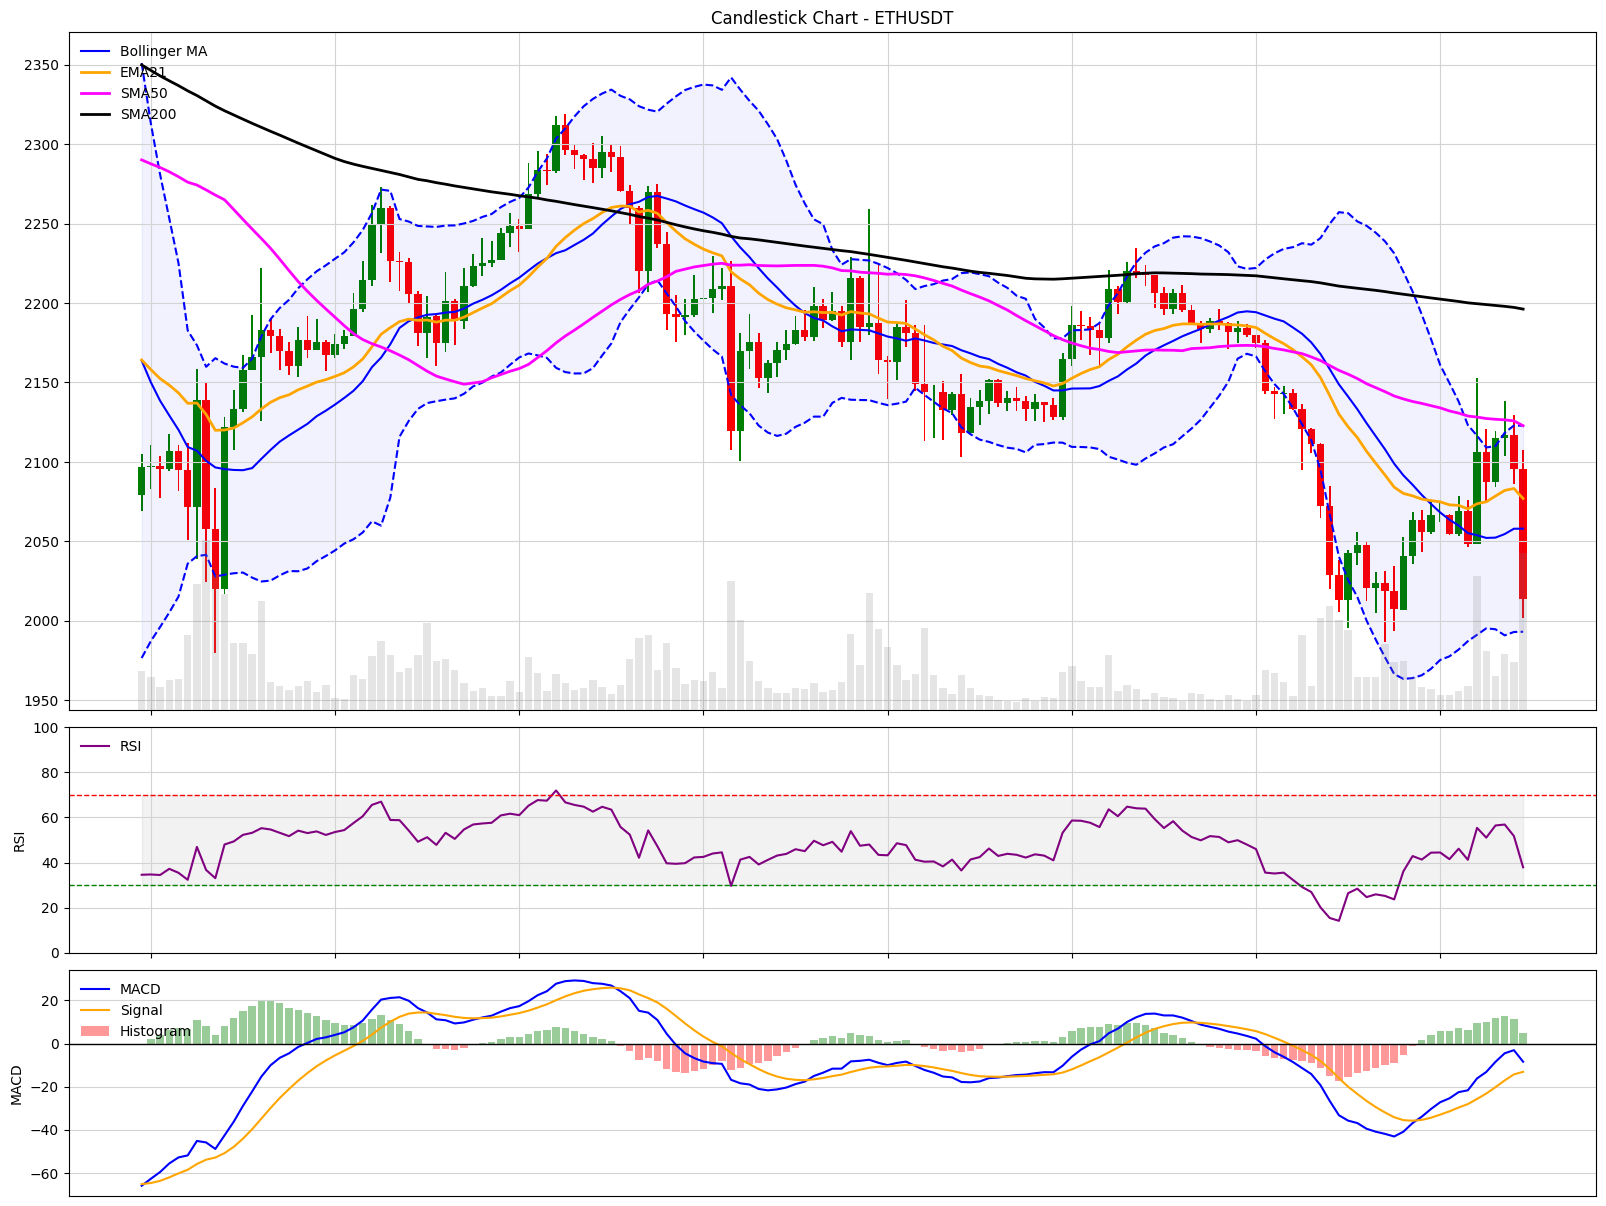 Candlestick Chart - ETHUSDT
Bollinger MA
EMA21
SMA50
SMA200
2350
2300
2250
2200
2150
2100
2050
2000
1950
RSI
RSI
100
80
60
40
20
0
MACD
Signal
Histogram
MACD
20
0
−20
−40
−60